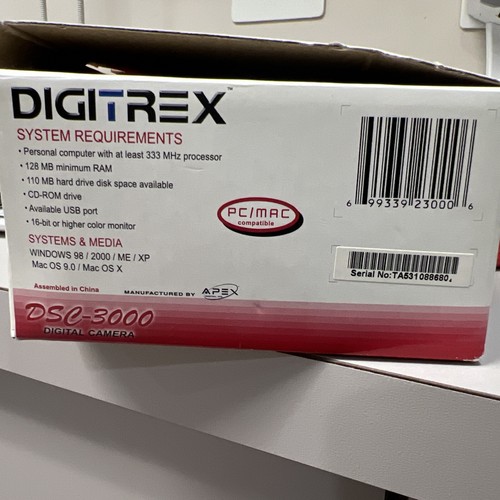 DIGITREX™
SYSTEM REQUIREMENTS
• Personal computer with at least 333 MHz processor
• 128 MB minimum RAM
• 110 MB hard drive disk space available
• CD-ROM drive
• Available USB port
• 16-bit or higher color monitor
SYSTEMS & MEDIA
WINDOWS 98 / 2000 / ME / XP
Mac OS 9.0 / Mac OS X
Assembled in China
MANUFACTURED BY APEX
PC/MAC
compatible
6 99339 23000 6
Serial No:TA531088680
DSC-3000
DIGITAL CAMERA